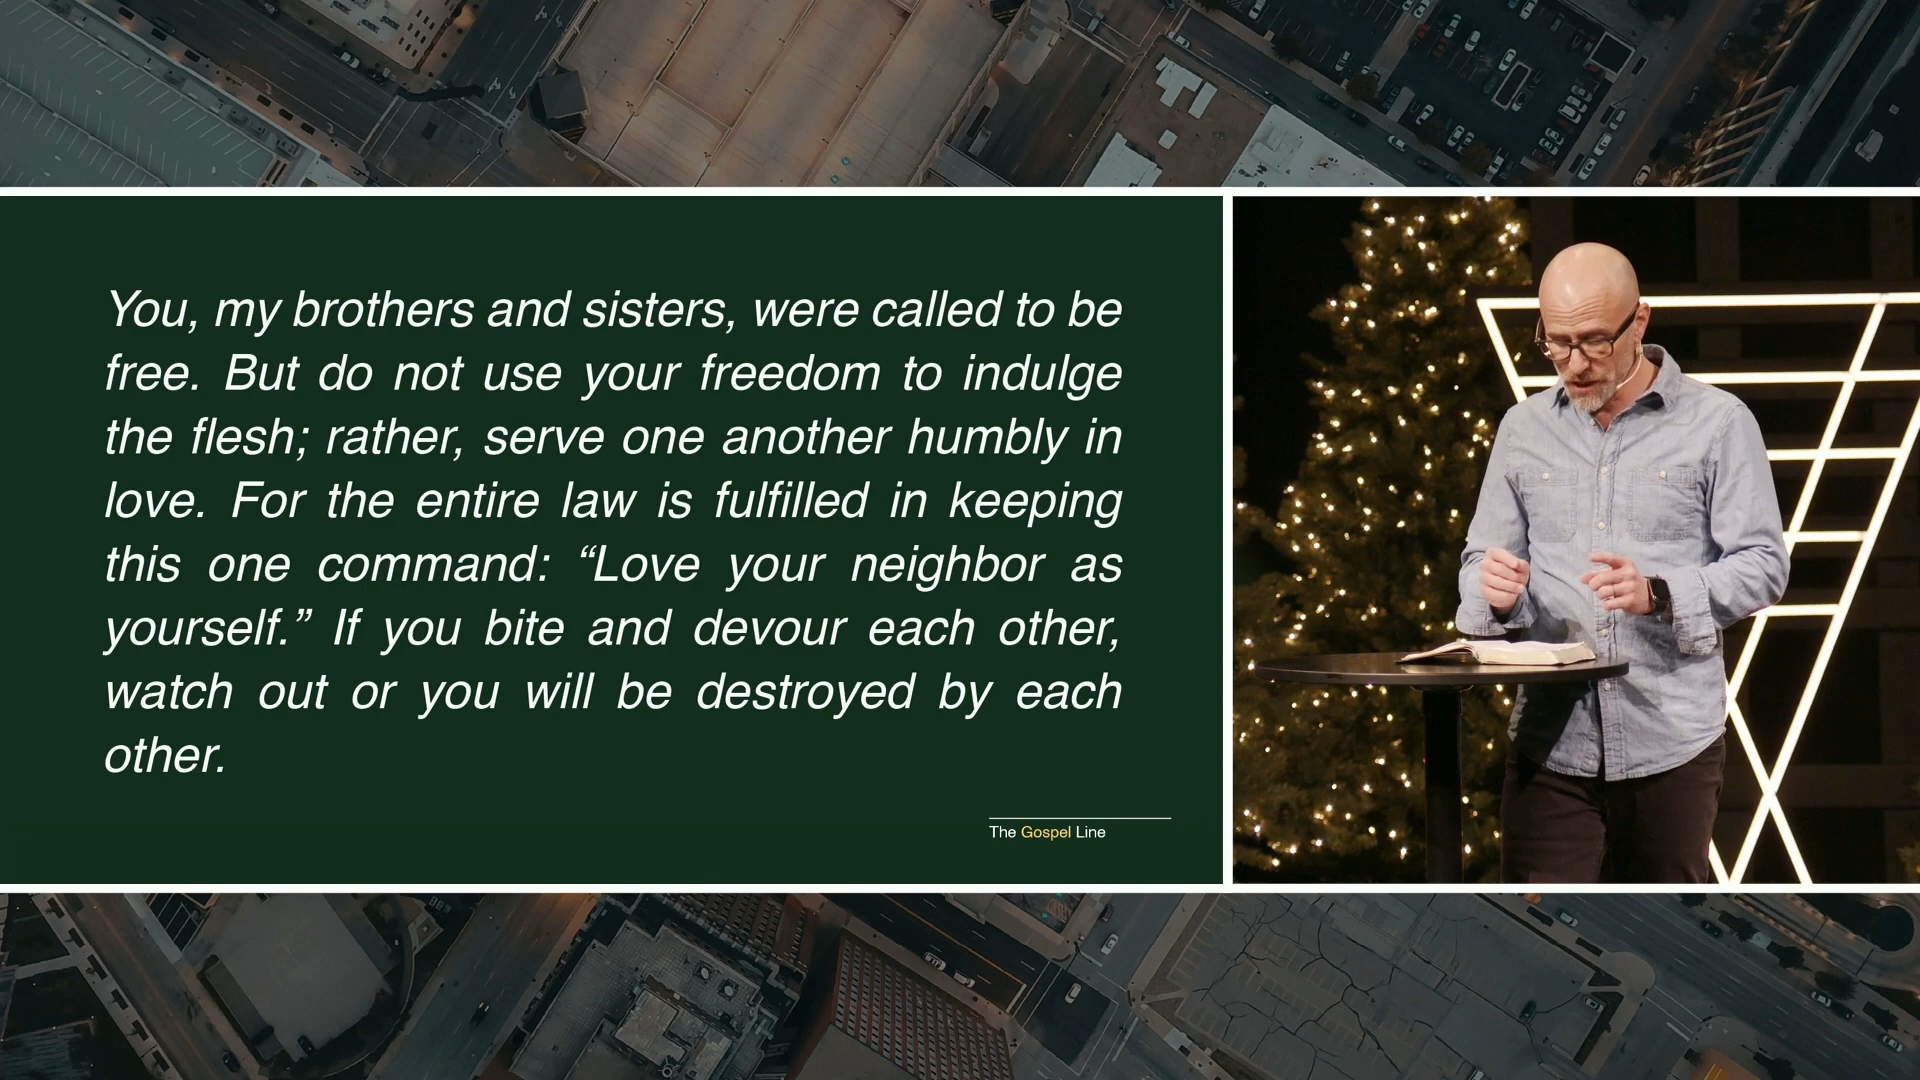 You, my brothers and sisters, were called to be
free. But do not use your freedom to indulge
the flesh; rather, serve one another humbly in
love. For the entire law is fulfilled in keeping
this one command: “Love your neighbor as
yourself.” If you bite and devour each other,
watch out or you will be destroyed by each
other.
The Gospel Line